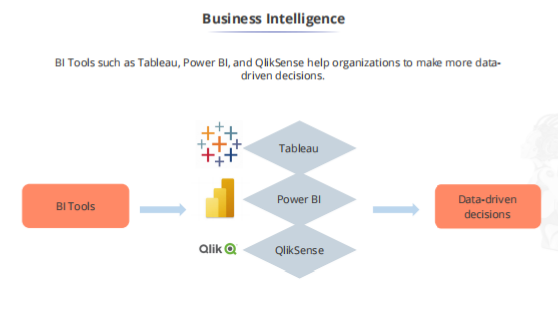 Business Intelligence
BI Tools such as Tableau, Power BI, and QlikSense help organizations to make more data-
driven decisions.
Tableau
BI Tools
Power BI
Data-driven
decisions
Qlik
QlikSense